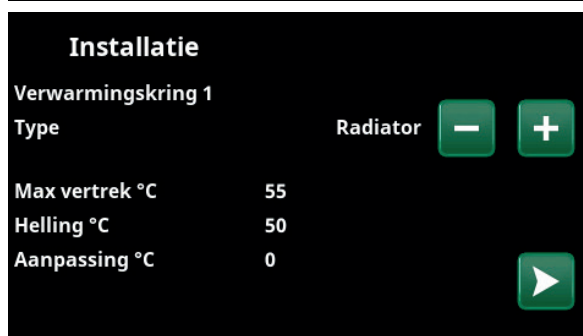 Installatie
Verwarmingskring 1
Type Radiator
Max vertrek °C 55
Helling °C 50
Aanpassing °C 0